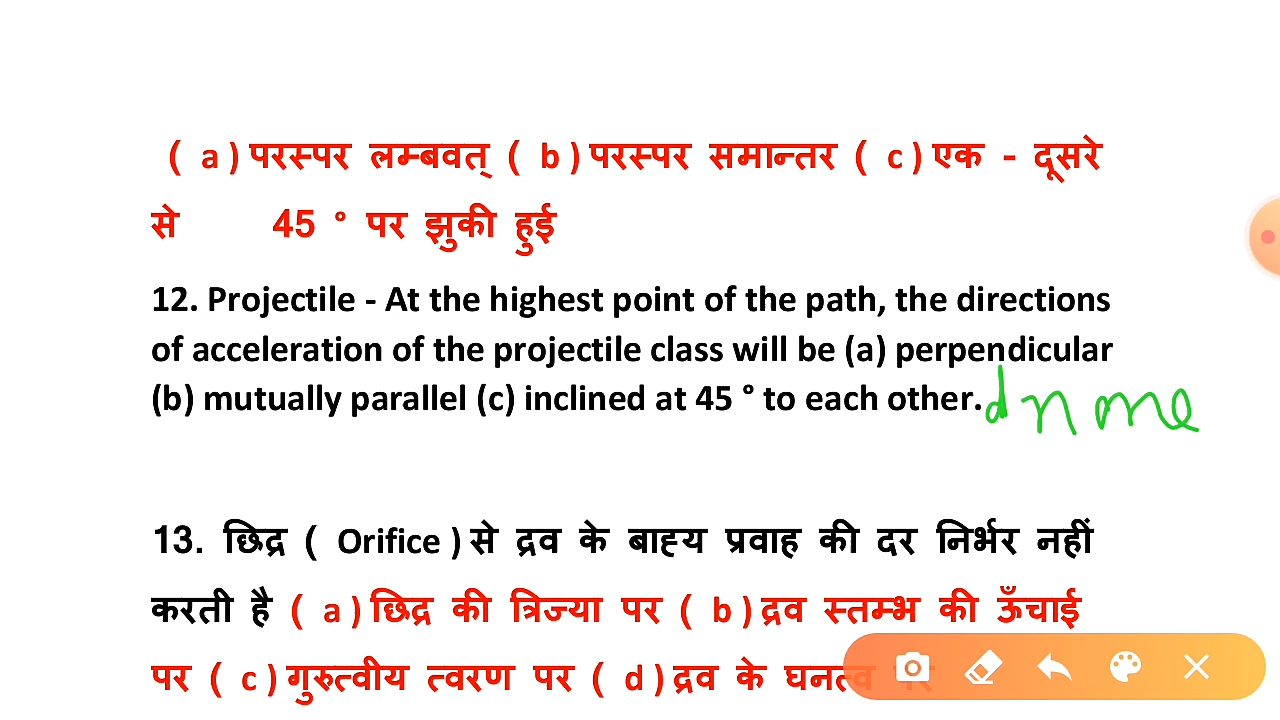 ( a ) परस्पर लम्बवत् ( b ) परस्पर समान्तर ( c ) एक - दूसरे
से 45 ° पर झुकी हुई
12. Projectile - At the highest point of the path, the directions
of acceleration of the projectile class will be (a) perpendicular
(b) mutually parallel (c) inclined at 45 ° to each other.
13. छिद्र ( Orifice ) से द्रव के बाह्य प्रवाह की दर निर्भर नहीं
करती है ( a ) छिद्र की त्रिज्या पर ( b ) द्रव स्तम्भ की ऊँचाई
पर ( c ) गुरुत्वीय त्वरण पर ( d ) द्रव के घनत्व पर